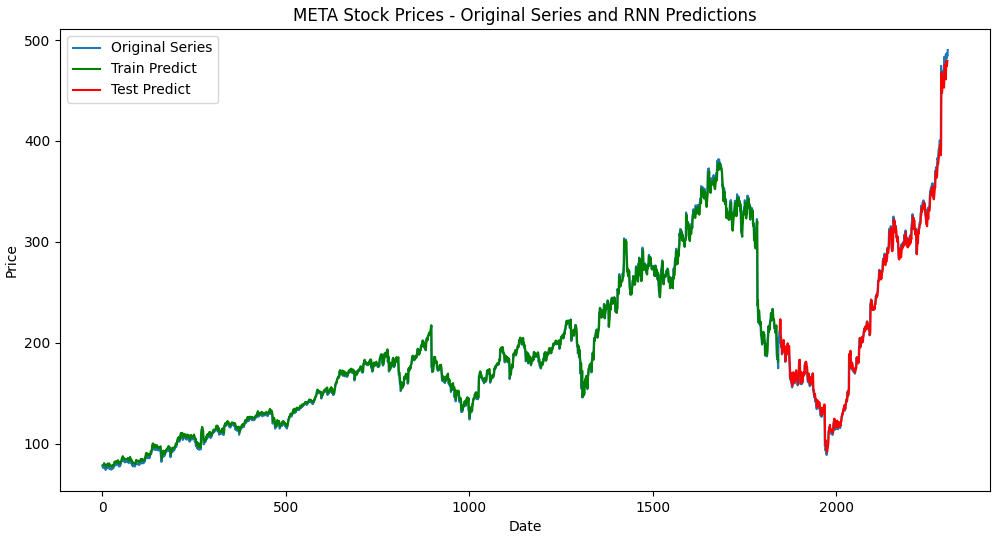 META Stock Prices - Original Series and RNN Predictions
Original Series
Train Predict
Test Predict
500
400
300
200
100
Price
0 500 1000 1500 2000
Date